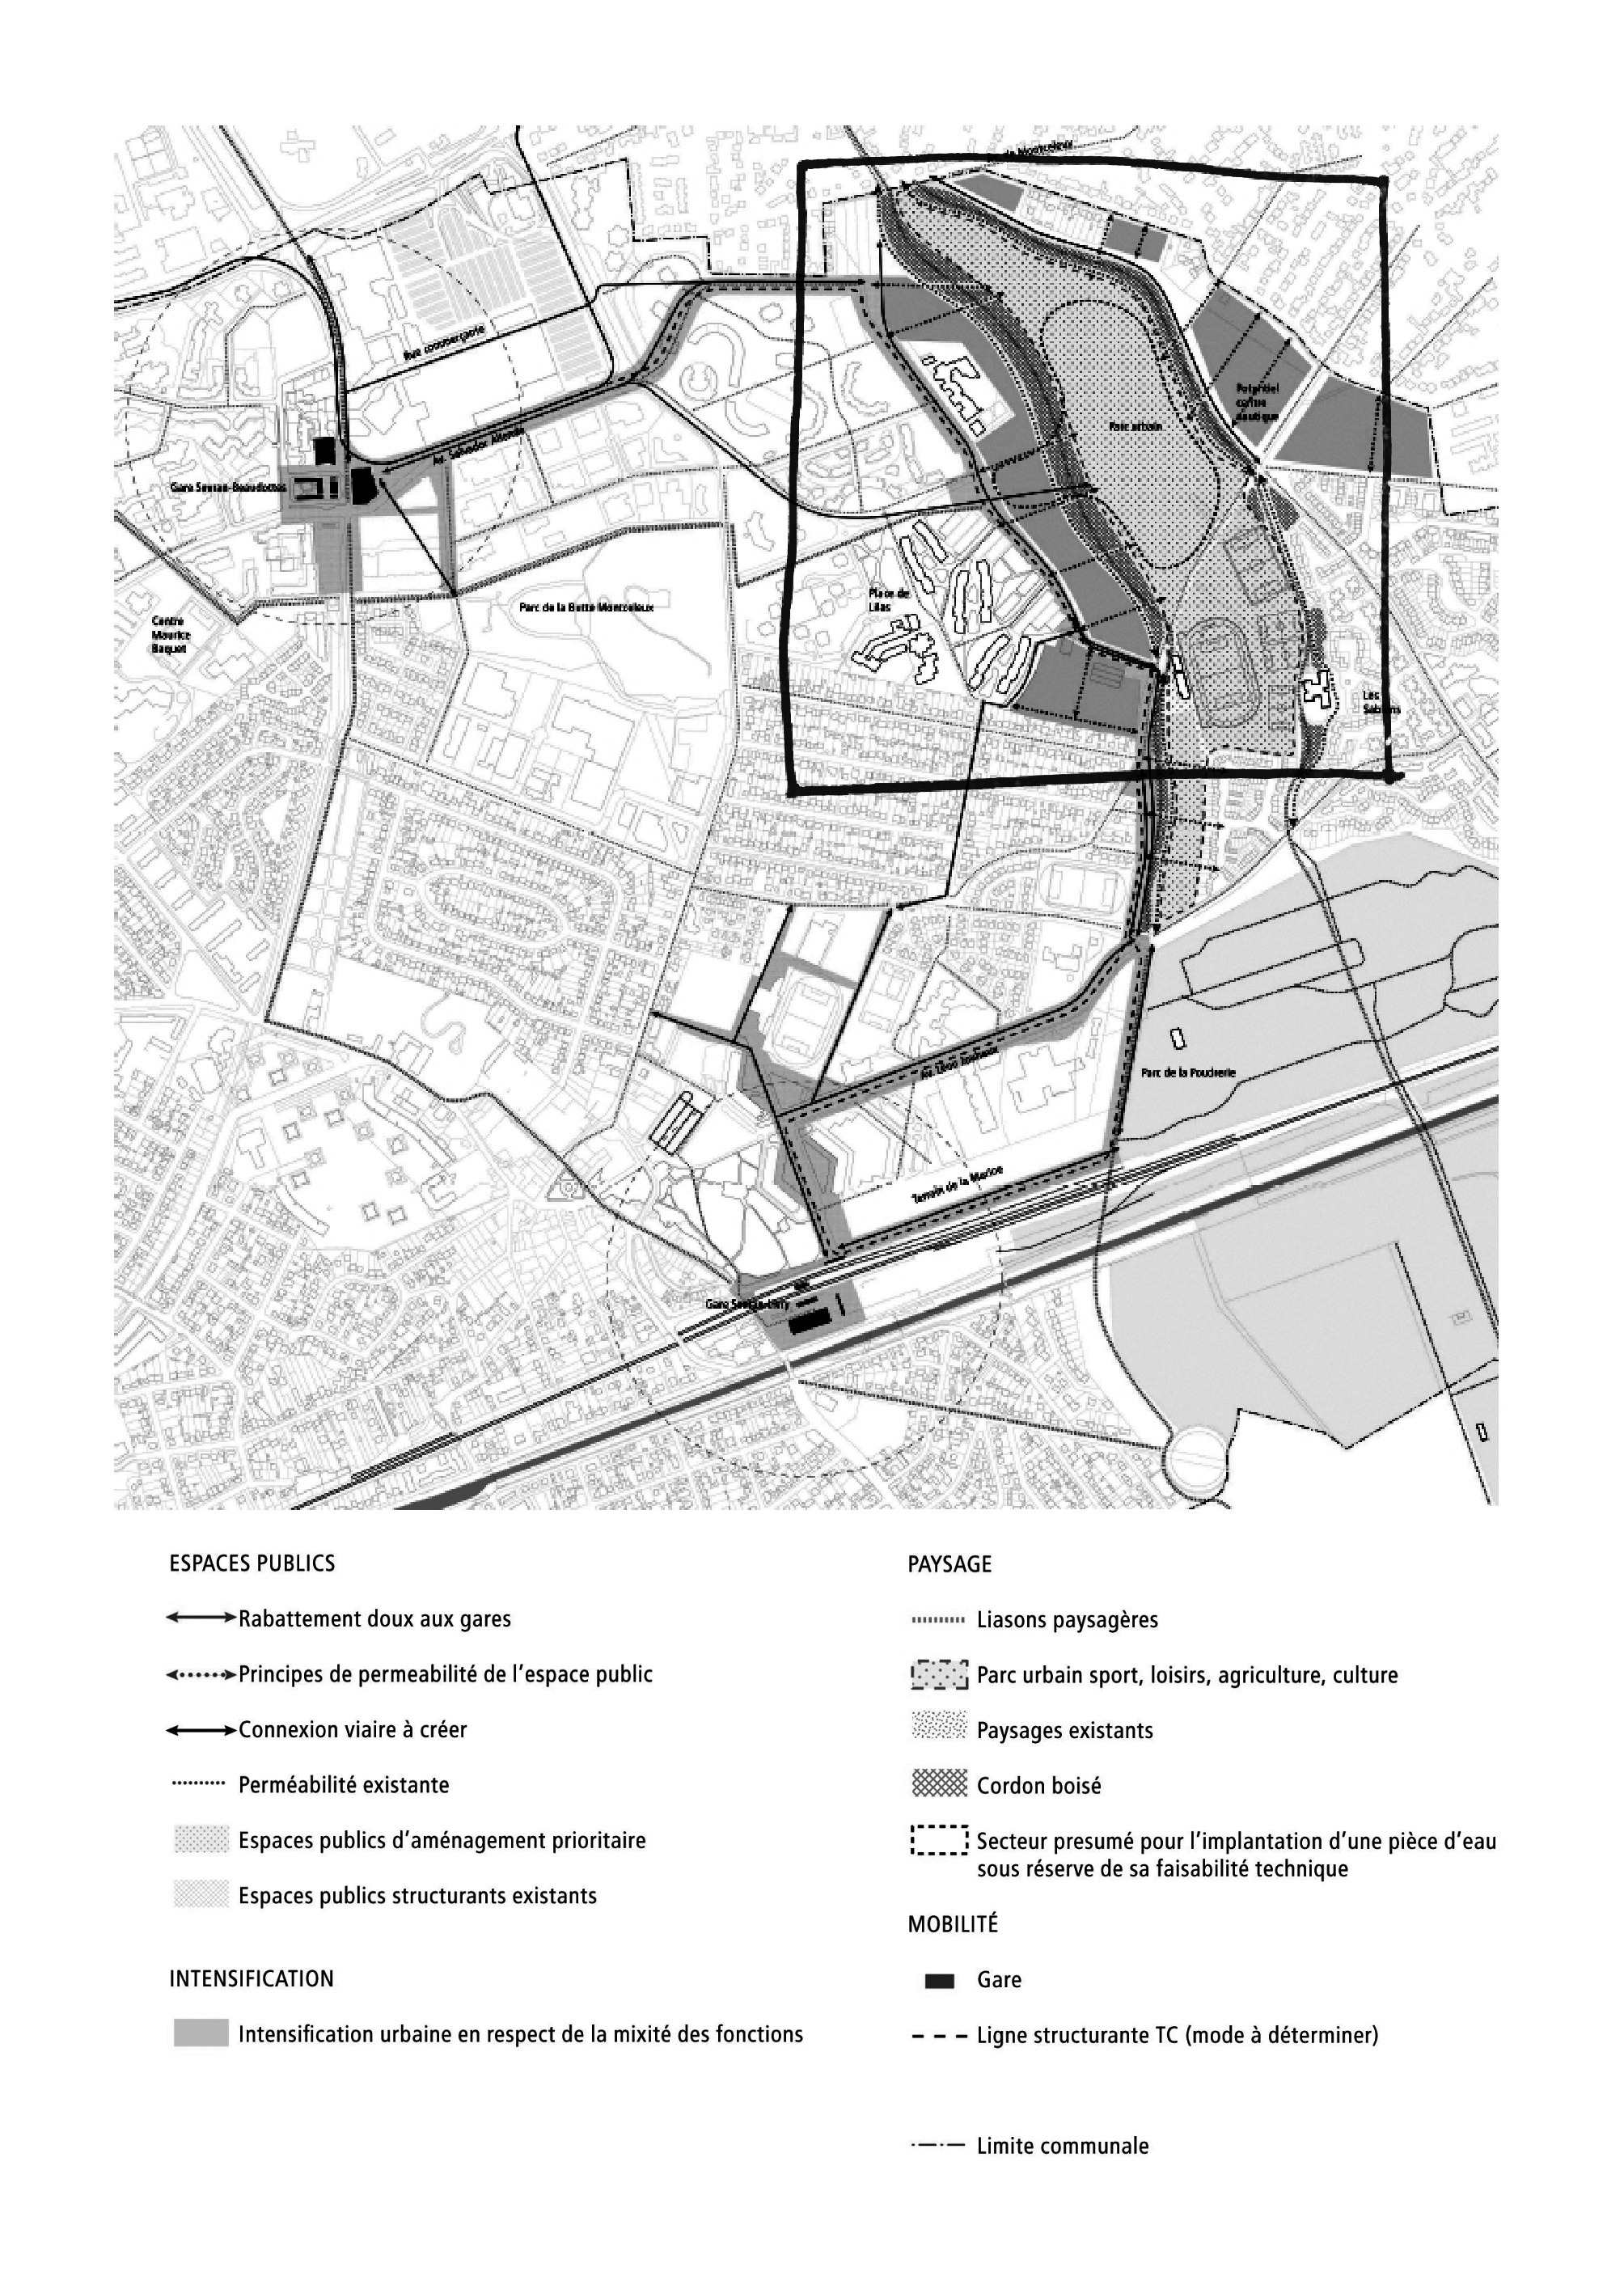 Rue commerçante
Av. Salvador Allende
Gare Sevran-Beaudottes
Potentiel
centre
nautique
Parc urbain
Place de
Lilas
Parc de la Butte Montceleux
Centre
Maurice
Baquet
Les
Sablons
Av. Léon Jouhaux
Parc de la Poudrerie
Terrain de la Marine
Gare Sevran-Livry
ESPACES PUBLICS
Rabattement doux aux gares
Principes de permeabilité de l’espace public
Connexion viaire à créer
Perméabilité existante
Espaces publics d’aménagement prioritaire
Espaces publics structurants existants
INTENSIFICATION
Intensification urbaine en respect de la mixité des fonctions
PAYSAGE
Liasons paysagères
Parc urbain sport, loisirs, agriculture, culture
Paysages existants
Cordon boisé
Secteur presumé pour l’implantation d’une pièce d’eau
sous réserve de sa faisabilité technique
MOBILITÉ
Gare
Ligne structurante TC (mode à déterminer)
Limite communale